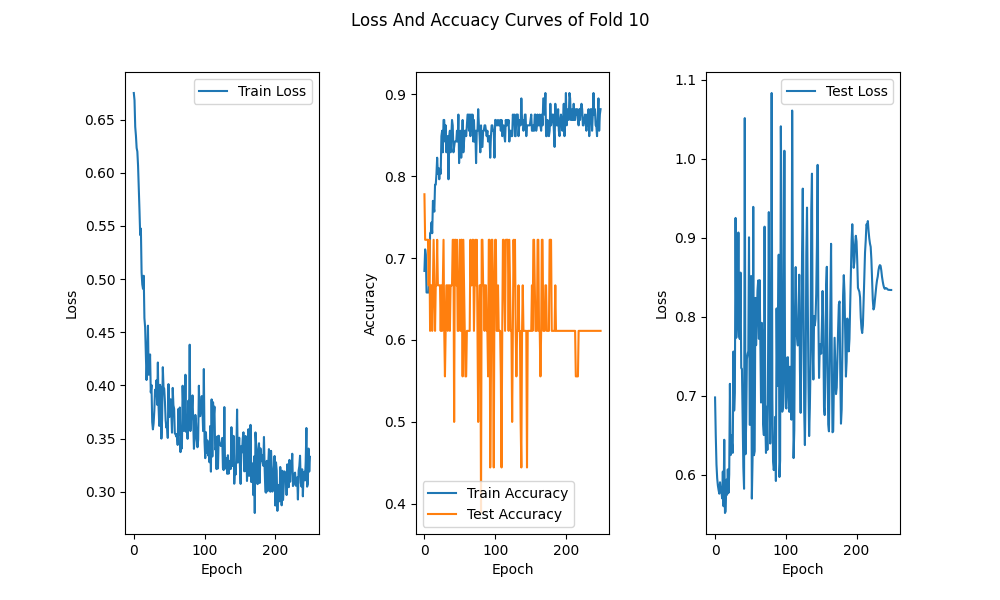 Loss And Accuacy Curves of Fold 10
Loss
0.65
0.60
0.55
0.50
0.45
0.40
0.35
0.30
Train Loss
0
100
200
Epoch
Accuracy
0.9
0.8
0.7
0.6
0.5
0.4
Train Accuracy
Test Accuracy
0
100
200
Epoch
Loss
1.1
1.0
0.9
0.8
0.7
0.6
Test Loss
0
100
200
Epoch